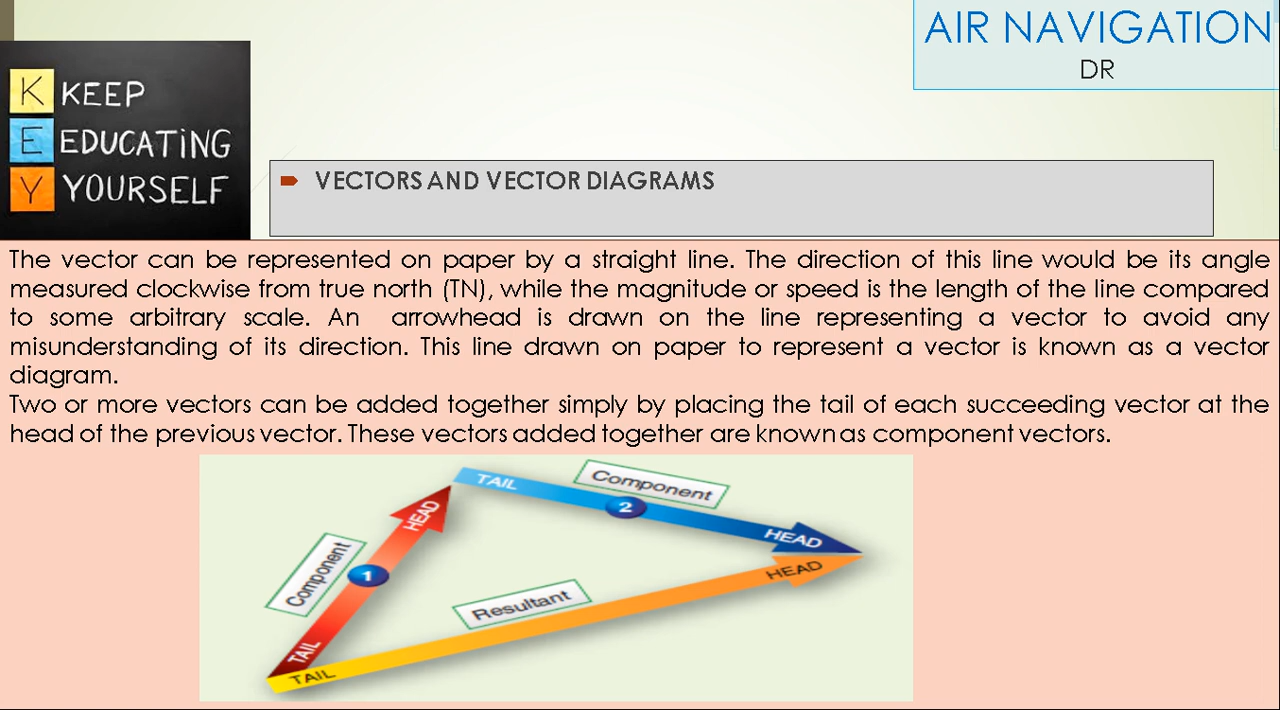 AIR NAVIGATION
DR
K KEEP
E EDUCATING
Y YOURSELF
VECTORS AND VECTOR DIAGRAMS
The vector can be represented on paper by a straight line. The direction of this line would be its angle
measured clockwise from true north (TN), while the magnitude or speed is the length of the line compared
to some arbitrary scale. An arrowhead is drawn on the line representing a vector to avoid any
misunderstanding of its direction. This line drawn on paper to represent a vector is known as a vector
diagram.
Two or more vectors can be added together simply by placing the tail of each succeeding vector at the
head of the previous vector. These vectors added together are known as component vectors.
TAIL
Component
2
HEAD
HEAD
Component
1
TAIL
Resultant
HEAD
TAIL